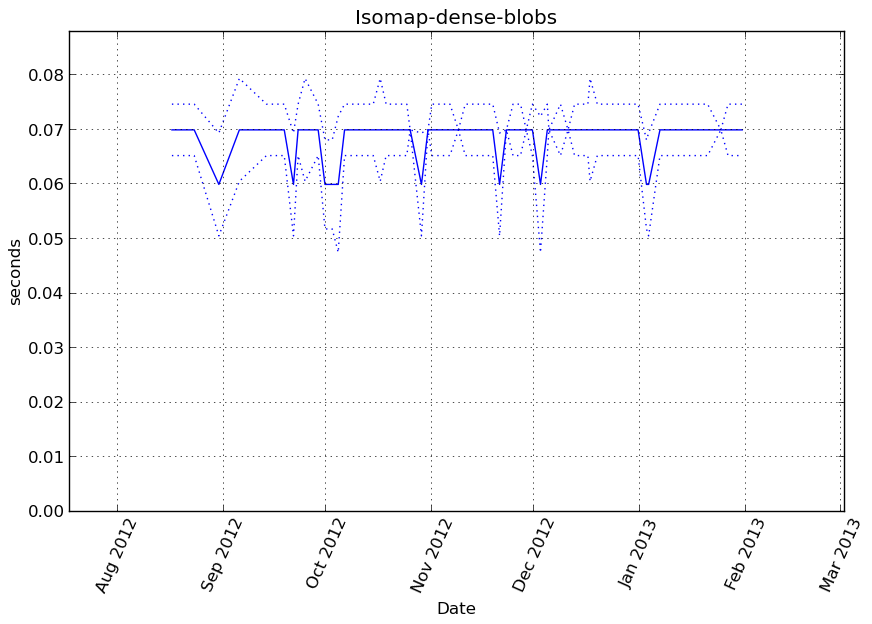 Isomap-dense-blobs
0.08
0.07
0.06
0.05
0.04
0.03
0.02
0.01
0.00
seconds
Aug 2012
Sep 2012
Oct 2012
Nov 2012
Dec 2012
Jan 2013
Feb 2013
Mar 2013
Date